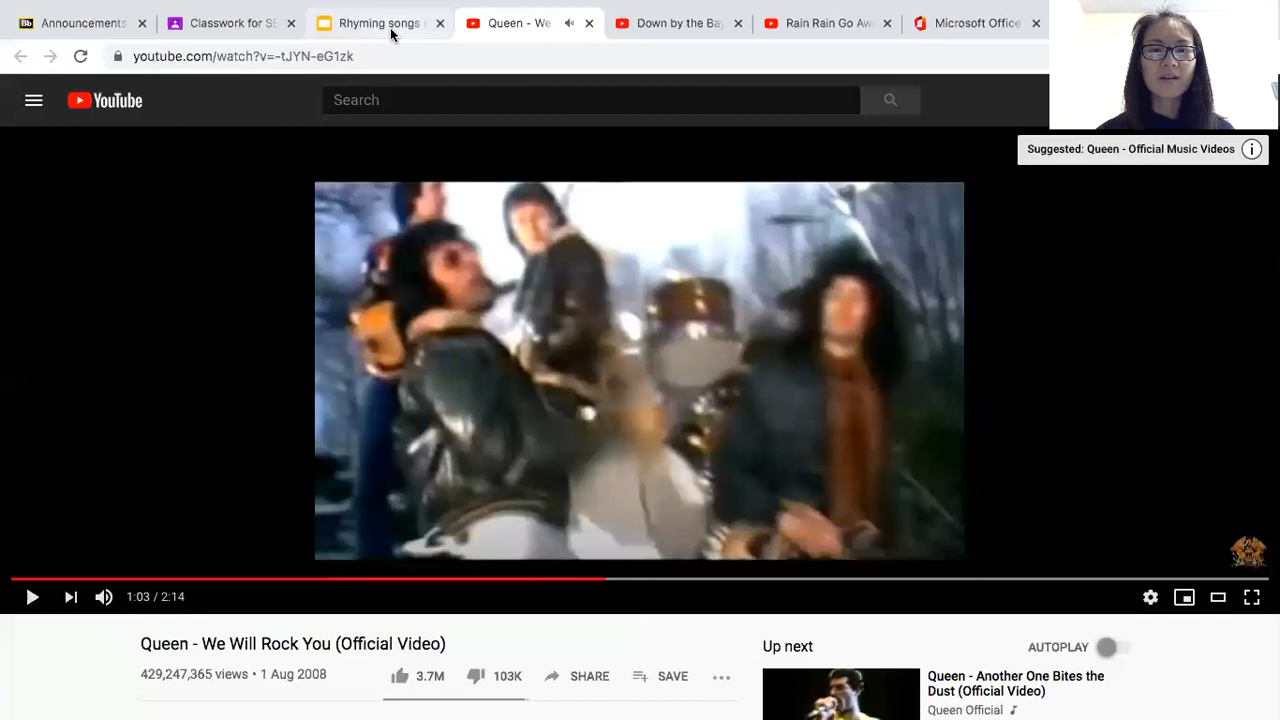 Bb Announcements
Classwork for SE
Rhyming songs
Queen - We
Down by the Bay
Rain Rain Go Aw
Microsoft Office
youtube.com/watch?v=-tJYN-eG1zk
YouTube
Search
Suggested: Queen - Official Music Videos
1:03 / 2:14
Queen - We Will Rock You (Official Video)
429,247,365 views • 1 Aug 2008
3.7M
103K
SHARE
SAVE
Up next
AUTOPLAY
Queen - Another One Bites the
Dust (Official Video)
Queen Official